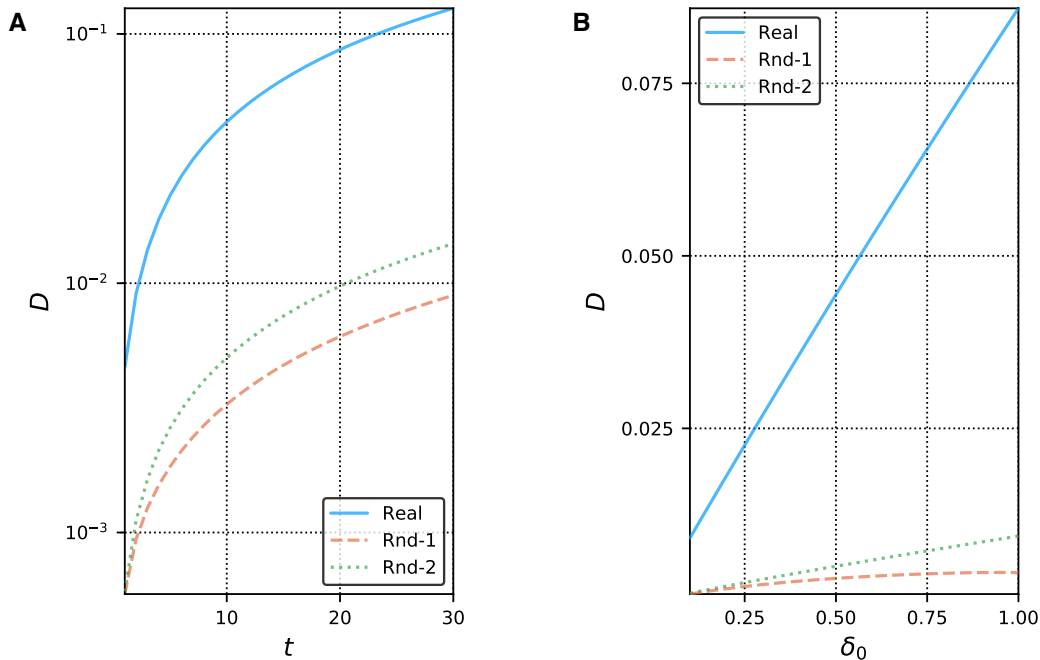 A
10⁻¹
10⁻²
10⁻³
D
10
20
30
t
Real
Rnd-1
Rnd-2
B
Real
Rnd-1
Rnd-2
0.075
0.050
0.025
D
0.25
0.50
0.75
1.00
δ₀